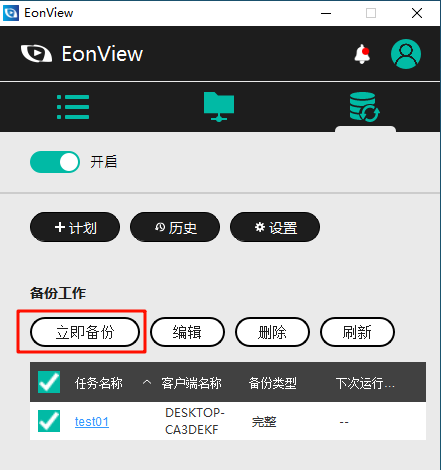 EonView
EonView
开启
计划 历史 设置
备份工作
立即备份 编辑 删除 刷新
任务名称 客户端名称 备份类型 下次运行...
test01 DESKTOP-CA3DEKF 完整 --